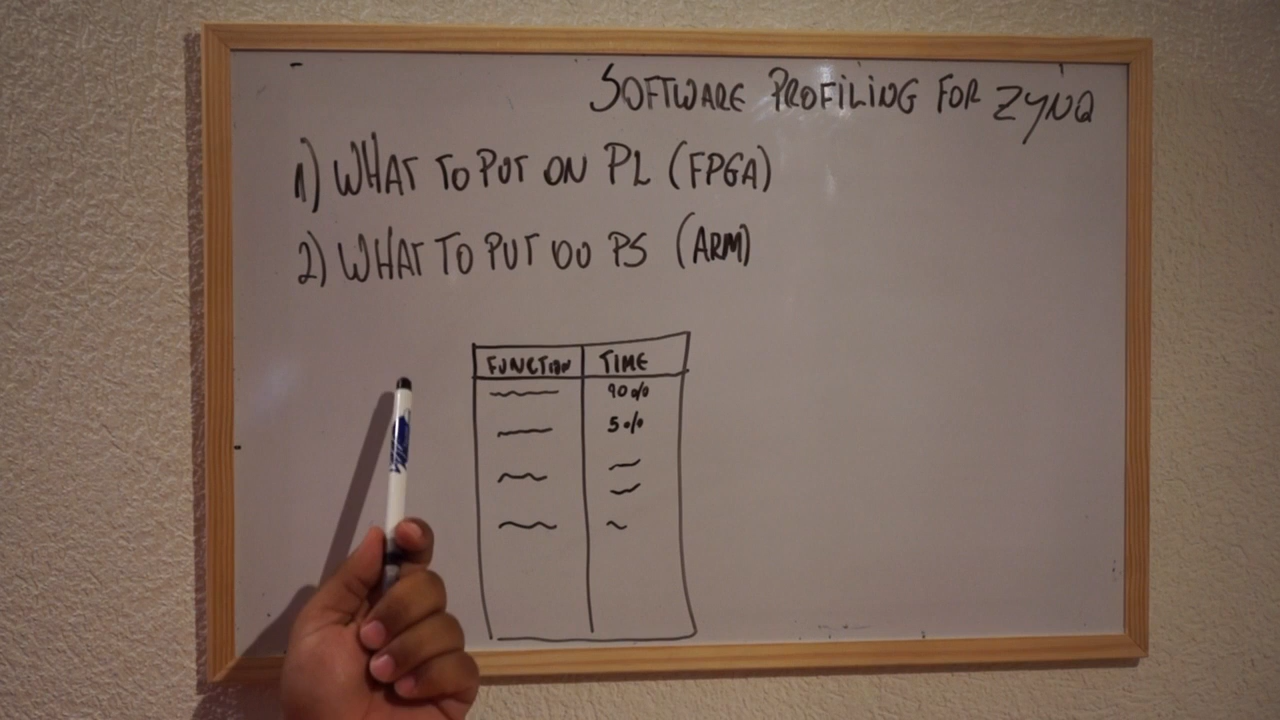 SOFTWARE PROFILING FOR ZYNQ
1) WHAT TO PUT ON PL (FPGA)
2) WHAT TO PUT ON PS (ARM)
FUNCTION TIME
90%
5%